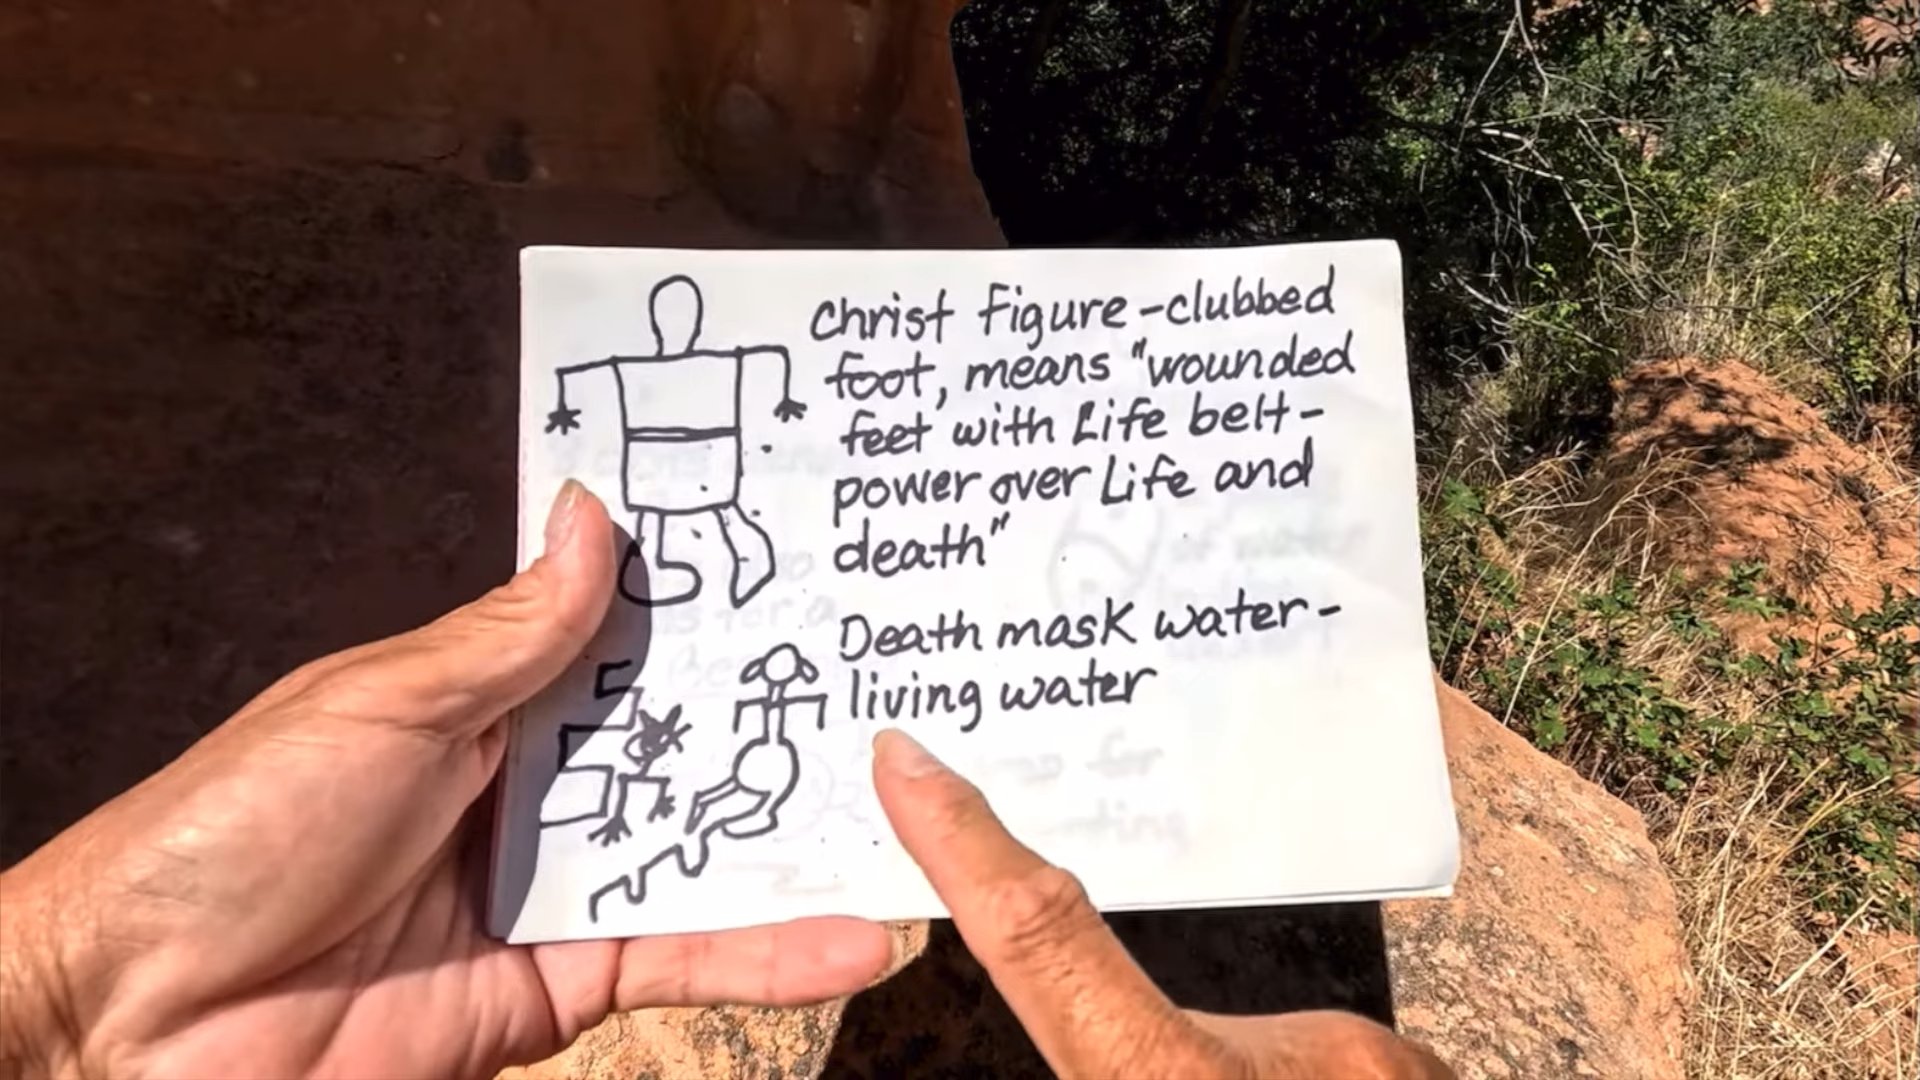 Christ figure-clubbed
foot, means "wounded
feet with Life belt-
power over Life and
death"
Death mask water-
living water